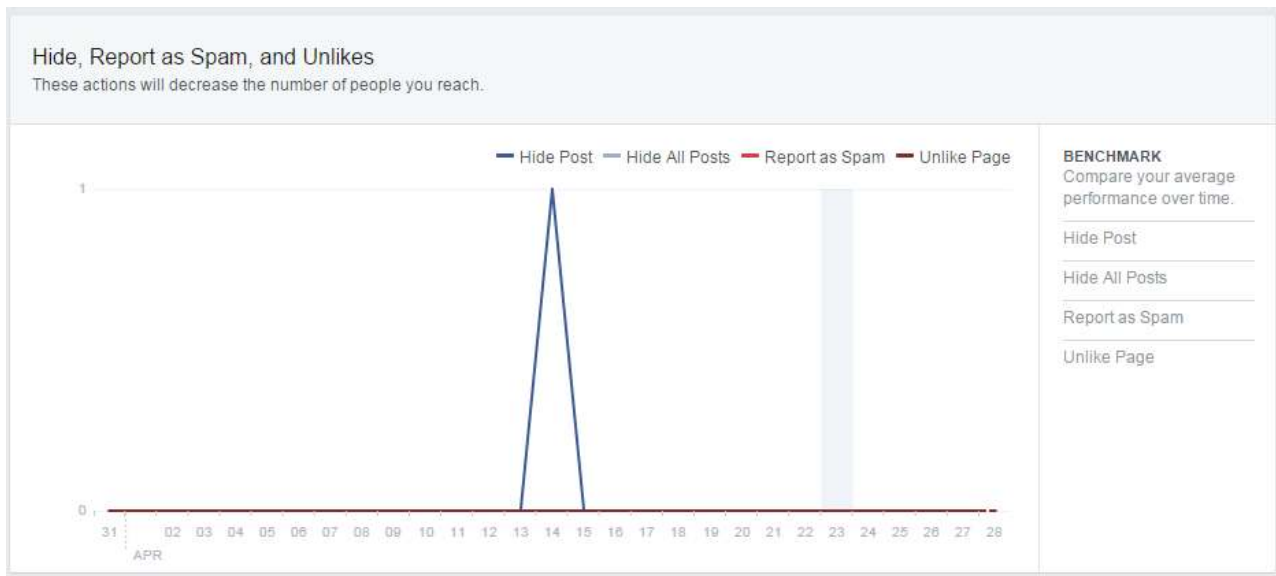 Hide, Report as Spam, and Unlikes
These actions will decrease the number of people you reach.
Hide Post Hide All Posts Report as Spam Unlike Page
BENCHMARK
Compare your average
performance over time.
Hide Post
Hide All Posts
Report as Spam
Unlike Page
1
0
31 02 03 04 05 06 07 08 09 10 11 12 13 14 15 16 17 18 19 20 21 22 23 24 25 26 27 28
APR